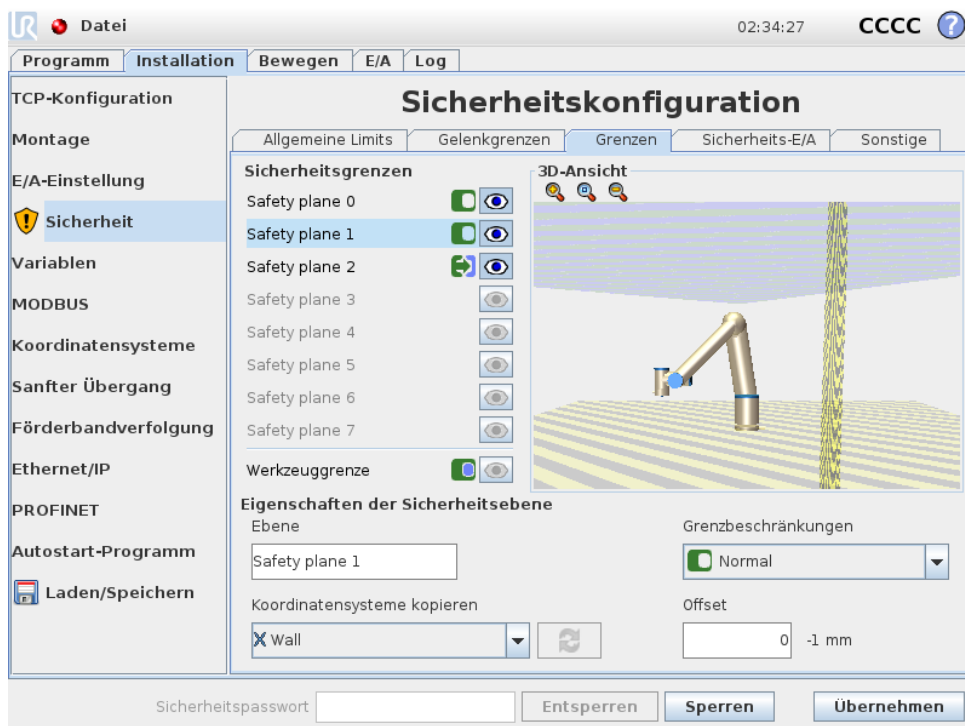 UR Datei 02:34:27 CCCC ?
Programm Installation Bewegen E/A Log
TCP-Konfiguration
Montage
E/A-Einstellung
Sicherheit
Variablen
MODBUS
Koordinatensysteme
Sanfter Übergang
Förderbandverfolgung
Ethernet/IP
PROFINET
Autostart-Programm
Laden/Speichern
Sicherheitskonfiguration
Allgemeine Limits Gelenkgrenzen Grenzen Sicherheits-E/A Sonstige
Sicherheitsgrenzen
Safety plane 0
Safety plane 1
Safety plane 2
Safety plane 3
Safety plane 4
Safety plane 5
Safety plane 6
Safety plane 7
Werkzeuggrenze
3D-Ansicht
Eigenschaften der Sicherheitsebene
Ebene
Safety plane 1
Grenzbeschränkungen
Normal
Koordinatensysteme kopieren
Wall
Offset
0 -1 mm
Sicherheitspasswort Entsperren Sperren Übernehmen